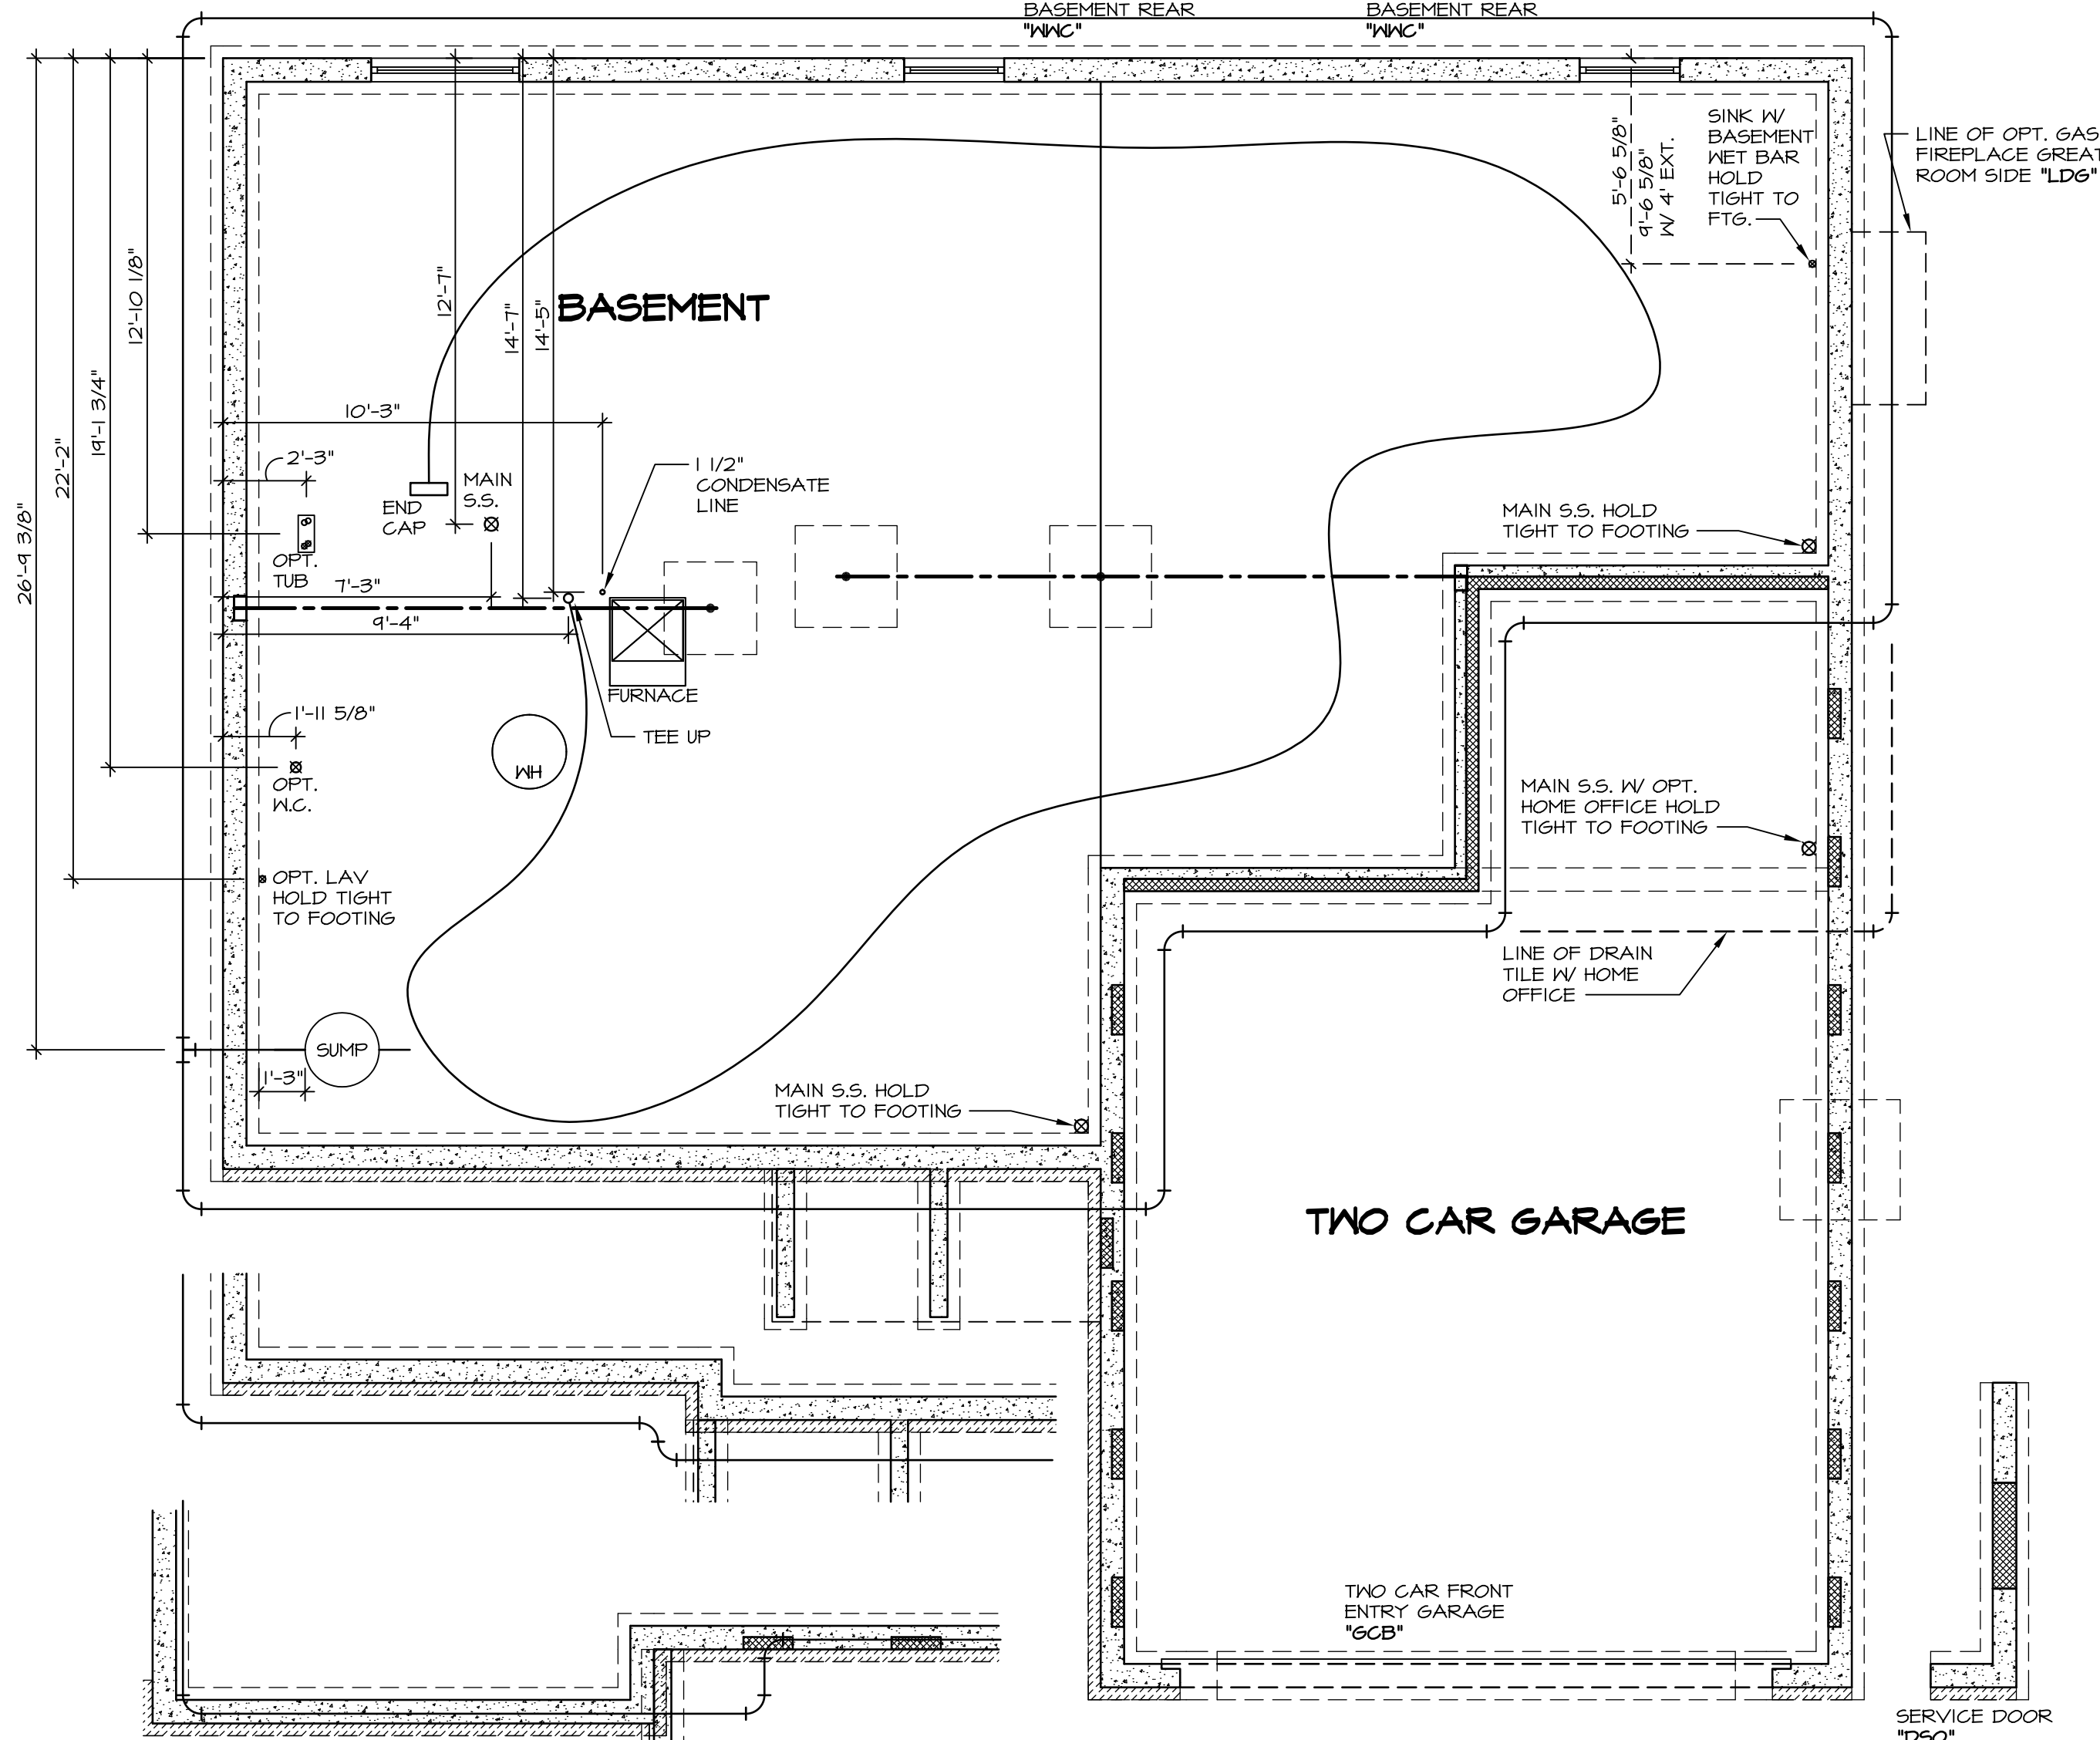 BASEMENT REAR
"WWC"
BASEMENT REAR
"WWC"
SINK W/
BASEMENT
WET BAR
HOLD
TIGHT TO
FTG.
5'-6 5/8"
9'-6 5/8"
W/ 4' EXT.
LINE OF OPT. GAS
FIREPLACE GREAT
ROOM SIDE "LDG"
12'-10 1/8"
19'-1 3/4"
22'-2"
26'-9 3/8"
12'-7"
14'-7"
14'-5"
BASEMENT
10'-3"
2'-3"
MAIN
S.S.
END
CAP
1 1/2"
CONDENSATE
LINE
OPT.
TUB
7'-3"
9'-4"
MAIN S.S. HOLD
TIGHT TO FOOTING
FURNACE
TEE UP
1'-11 5/8"
WH
OPT.
W.C.
MAIN S.S. W/ OPT.
HOME OFFICE HOLD
TIGHT TO FOOTING
OPT. LAV
HOLD TIGHT
TO FOOTING
LINE OF DRAIN
TILE W/ HOME
OFFICE
SUMP
1'-3"
MAIN S.S. HOLD
TIGHT TO FOOTING
TWO CAR GARAGE
TWO CAR FRONT
ENTRY GARAGE
"GCB"
SERVICE DOOR